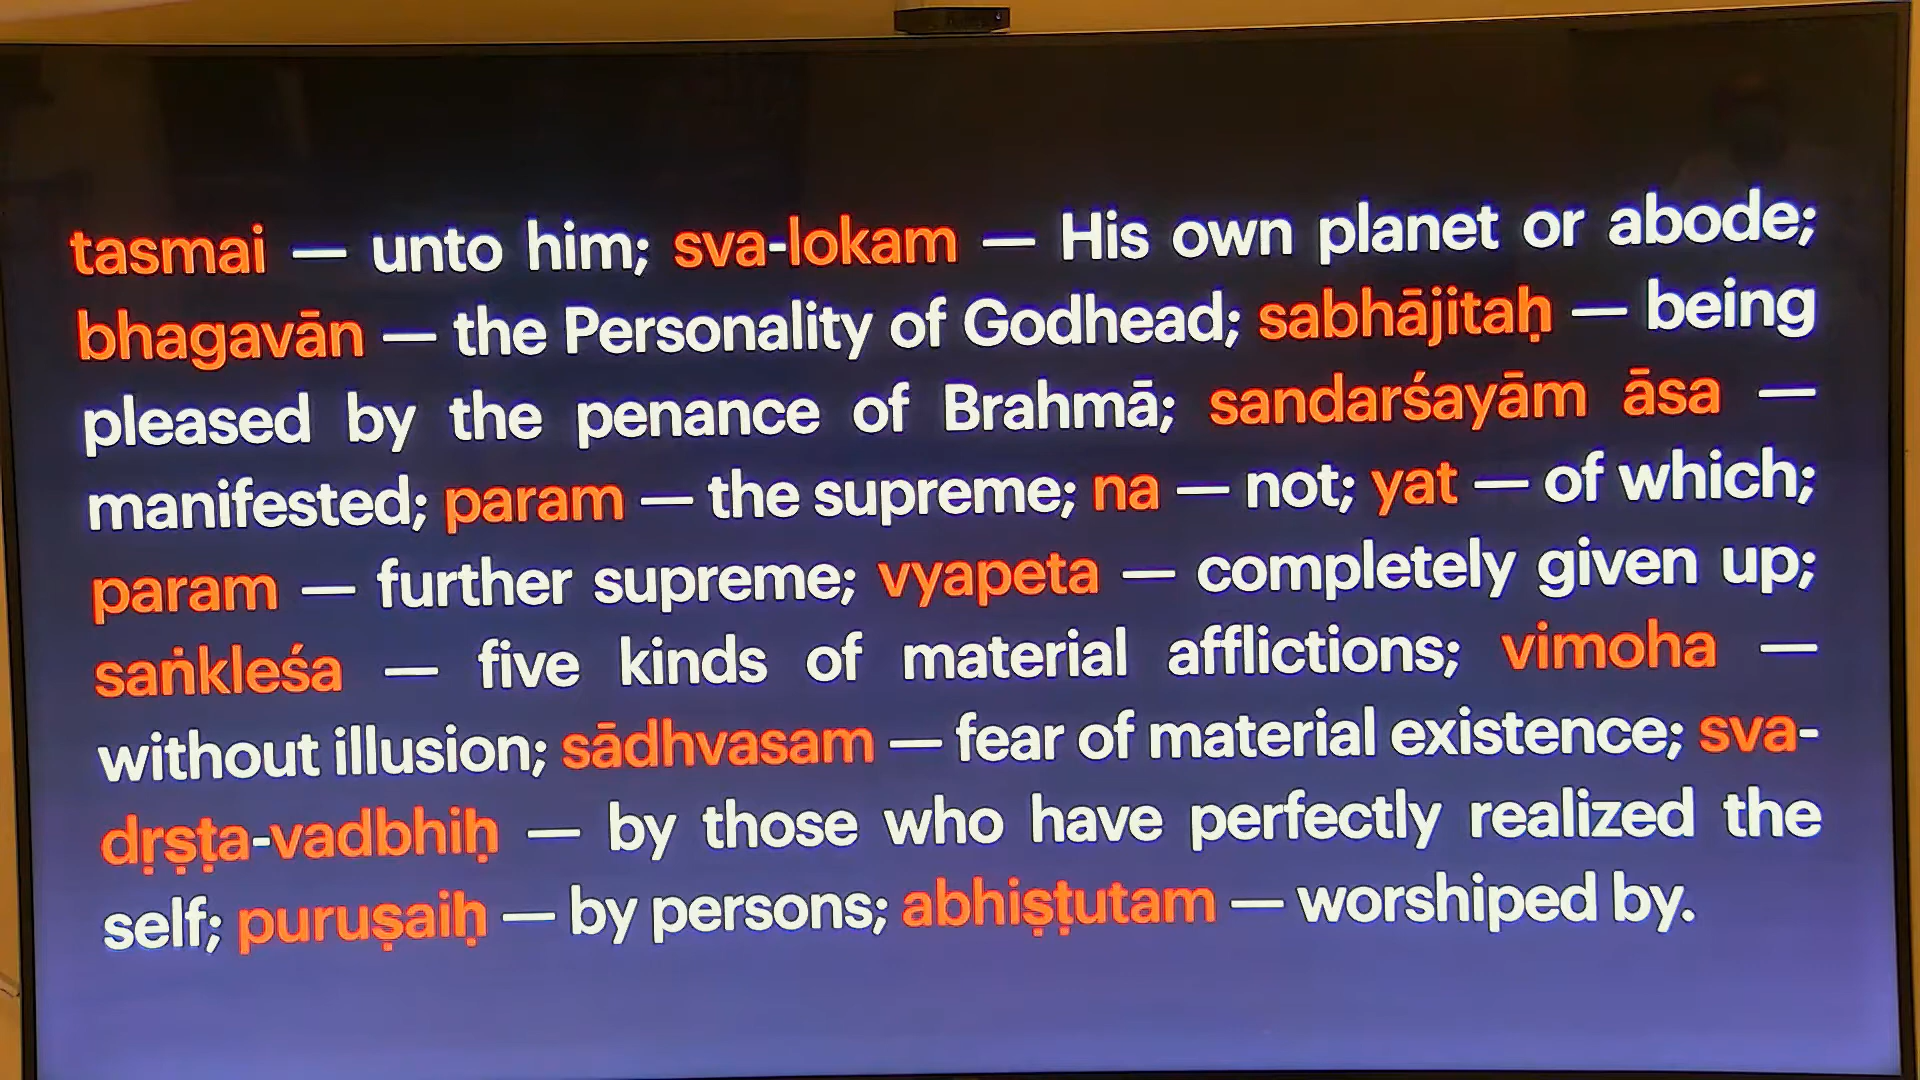 tasmai — unto him; sva-lokam — His own planet or abode;
bhagavān — the Personality of Godhead; sabhājitaḥ — being
pleased by the penance of Brahmā; sandarśayām āsa —
manifested; param — the supreme; na — not; yat — of which;
param — further supreme; vyapeta — completely given up;
saṅkleśa — five kinds of material afflictions; vimoha —
without illusion; sādhvasam — fear of material existence; sva-
dṛṣṭa-vadbhiḥ — by those who have perfectly realized the
self; puruṣaiḥ — by persons; abhiṣṭutam — worshiped by.